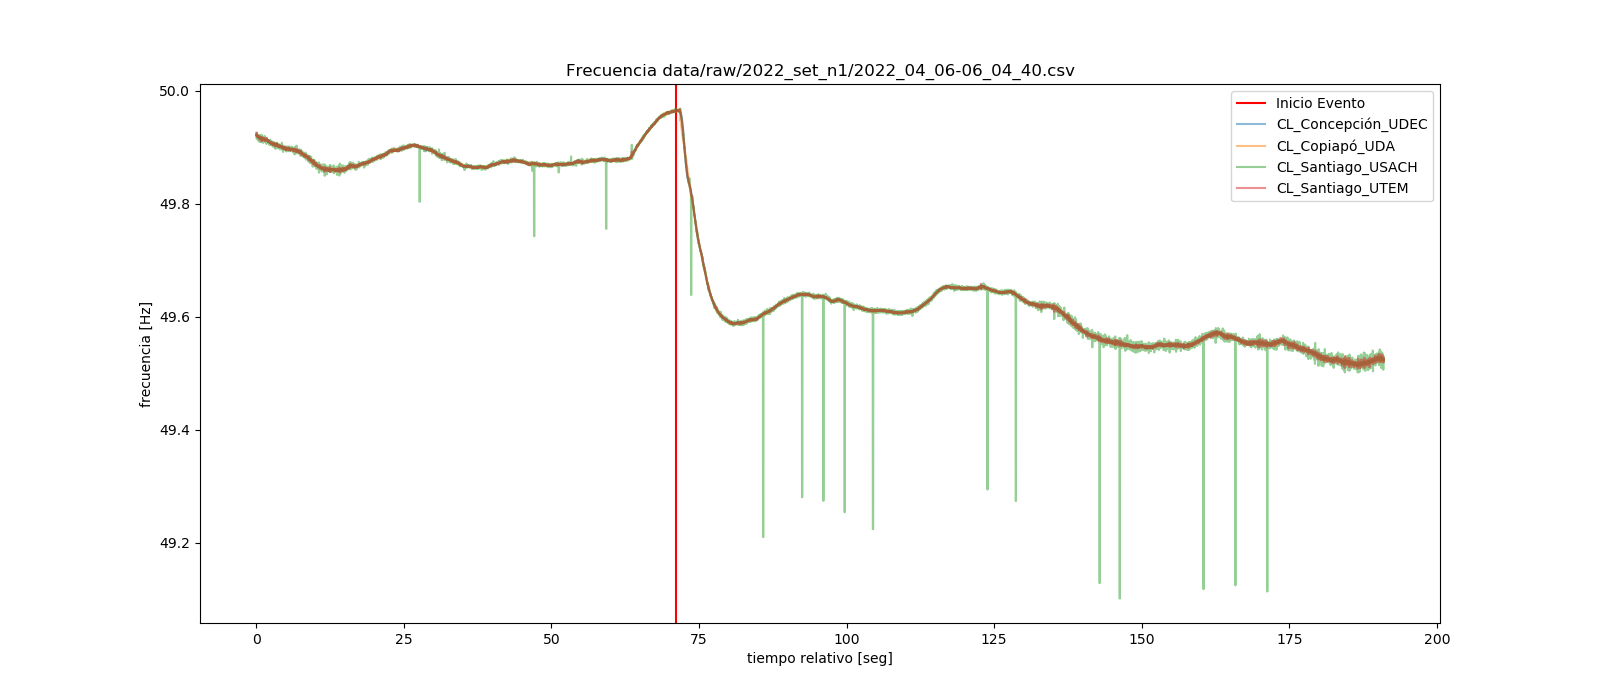 Frecuencia data/raw/2022_set_n1/2022_04_06-06_04_40.csv
50.0
49.8
49.6
49.4
49.2
frecuencia [Hz]
Inicio Evento
CL_Concepción_UDEC
CL_Copiapó_UDA
CL_Santiago_USACH
CL_Santiago_UTEM
0
25
50
75
100
125
150
175
200
tiempo relativo [seg]